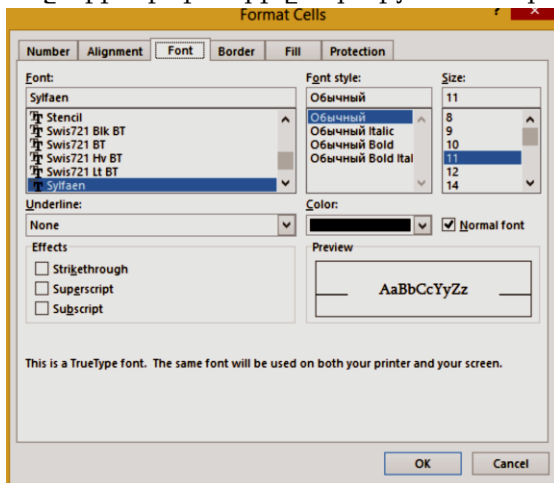 Format Cells
Number Alignment Font Border Fill Protection
Font: Font style: Size:
Sylfaen Обычный 11
Stencil Обычный 8
Swis721 Blk BT Обычный Italic 9
Swis721 BT Обычный Bold 10
Swis721 Hv BT Обычный Bold Ital 11
Swis721 Lt BT 12
Sylfaen 14
Underline: Color:
None Normal font
Effects Preview
Strikethrough
Superscript AaBbCcYyZz
Subscript
This is a TrueType font. The same font will be used on both your printer and your screen.
OK Cancel